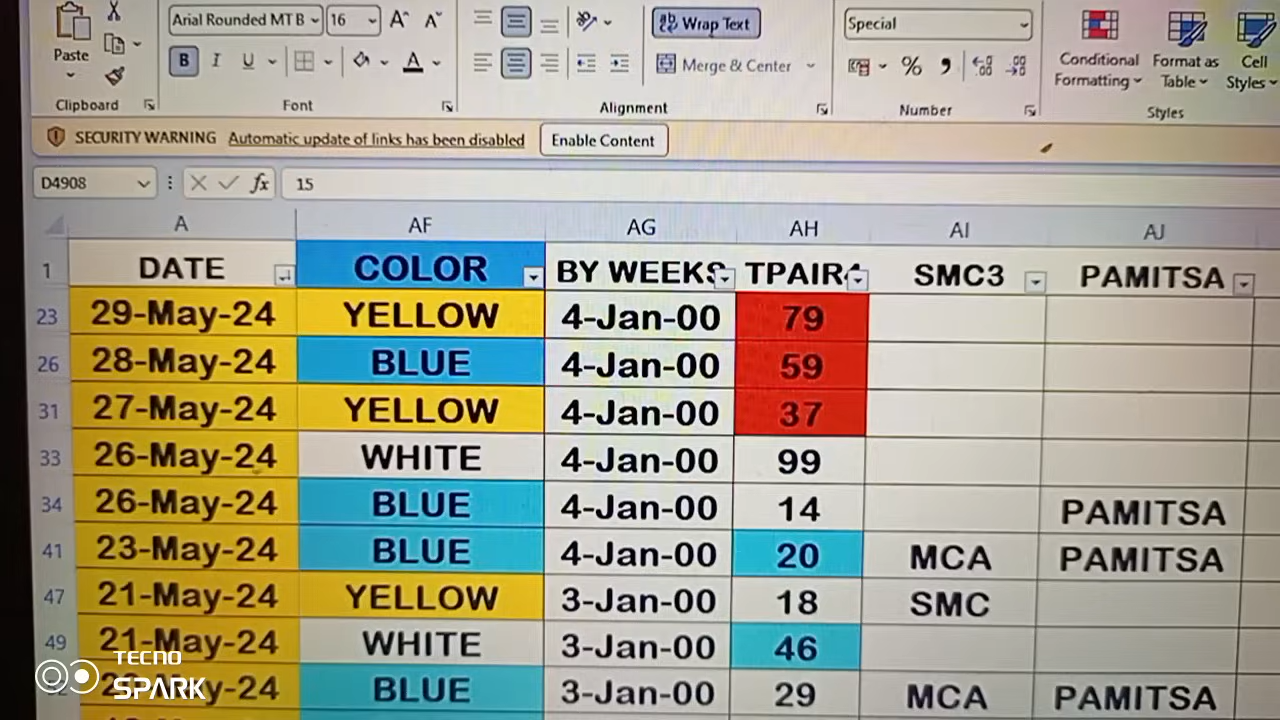 Paste
Clipboard
Arial Rounded MT B
16
B I U
Font
Wrap Text
Merge & Center
Alignment
Special
Number
Conditional Formatting
Format as Table
Cell Styles
Styles
SECURITY WARNING Automatic update of links has been disabled Enable Content
D4908 fx 15
A AF AG AH AI AJ
1 DATE COLOR BY WEEKS TPAIR SMC3 PAMITSA
23 29-May-24 YELLOW 4-Jan-00 79
26 28-May-24 BLUE 4-Jan-00 59
31 27-May-24 YELLOW 4-Jan-00 37
33 26-May-24 WHITE 4-Jan-00 99
34 26-May-24 BLUE 4-Jan-00 14 PAMITSA
41 23-May-24 BLUE 4-Jan-00 20 MCA PAMITSA
47 21-May-24 YELLOW 3-Jan-00 18 SMC
49 21-May-24 WHITE 3-Jan-00 46
y-24 BLUE 3-Jan-00 29 MCA PAMITSA
TECNO
SPARK